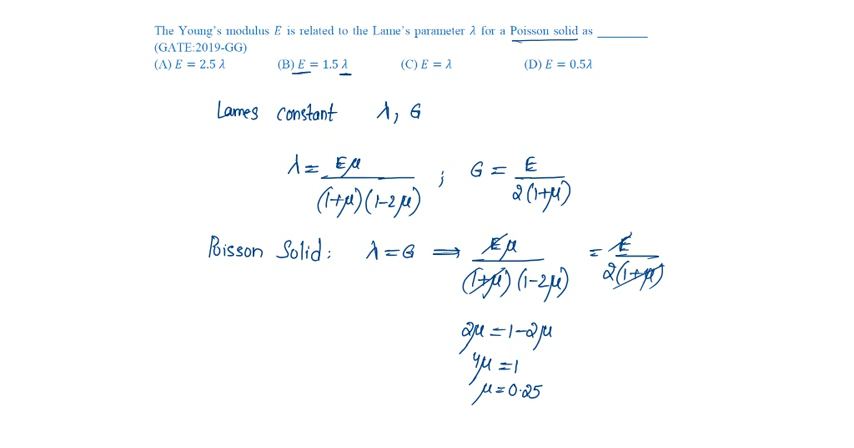 The Young's modulus E is related to the Lame's parameter λ for a Poisson solid as ________
(GATE:2019-GG)
(A) E = 2.5 λ (B) E = 1.5 λ (C) E = λ (D) E = 0.5λ
Lames constant λ, G
λ = Eμ / (1+μ)(1-2μ) ; G = E / 2(1+μ)
Poisson Solid: λ = G ⟹ Eμ / (1+μ)(1-2μ) = E / 2(1+μ)
2μ = 1-2μ
4μ = 1
μ = 0.25